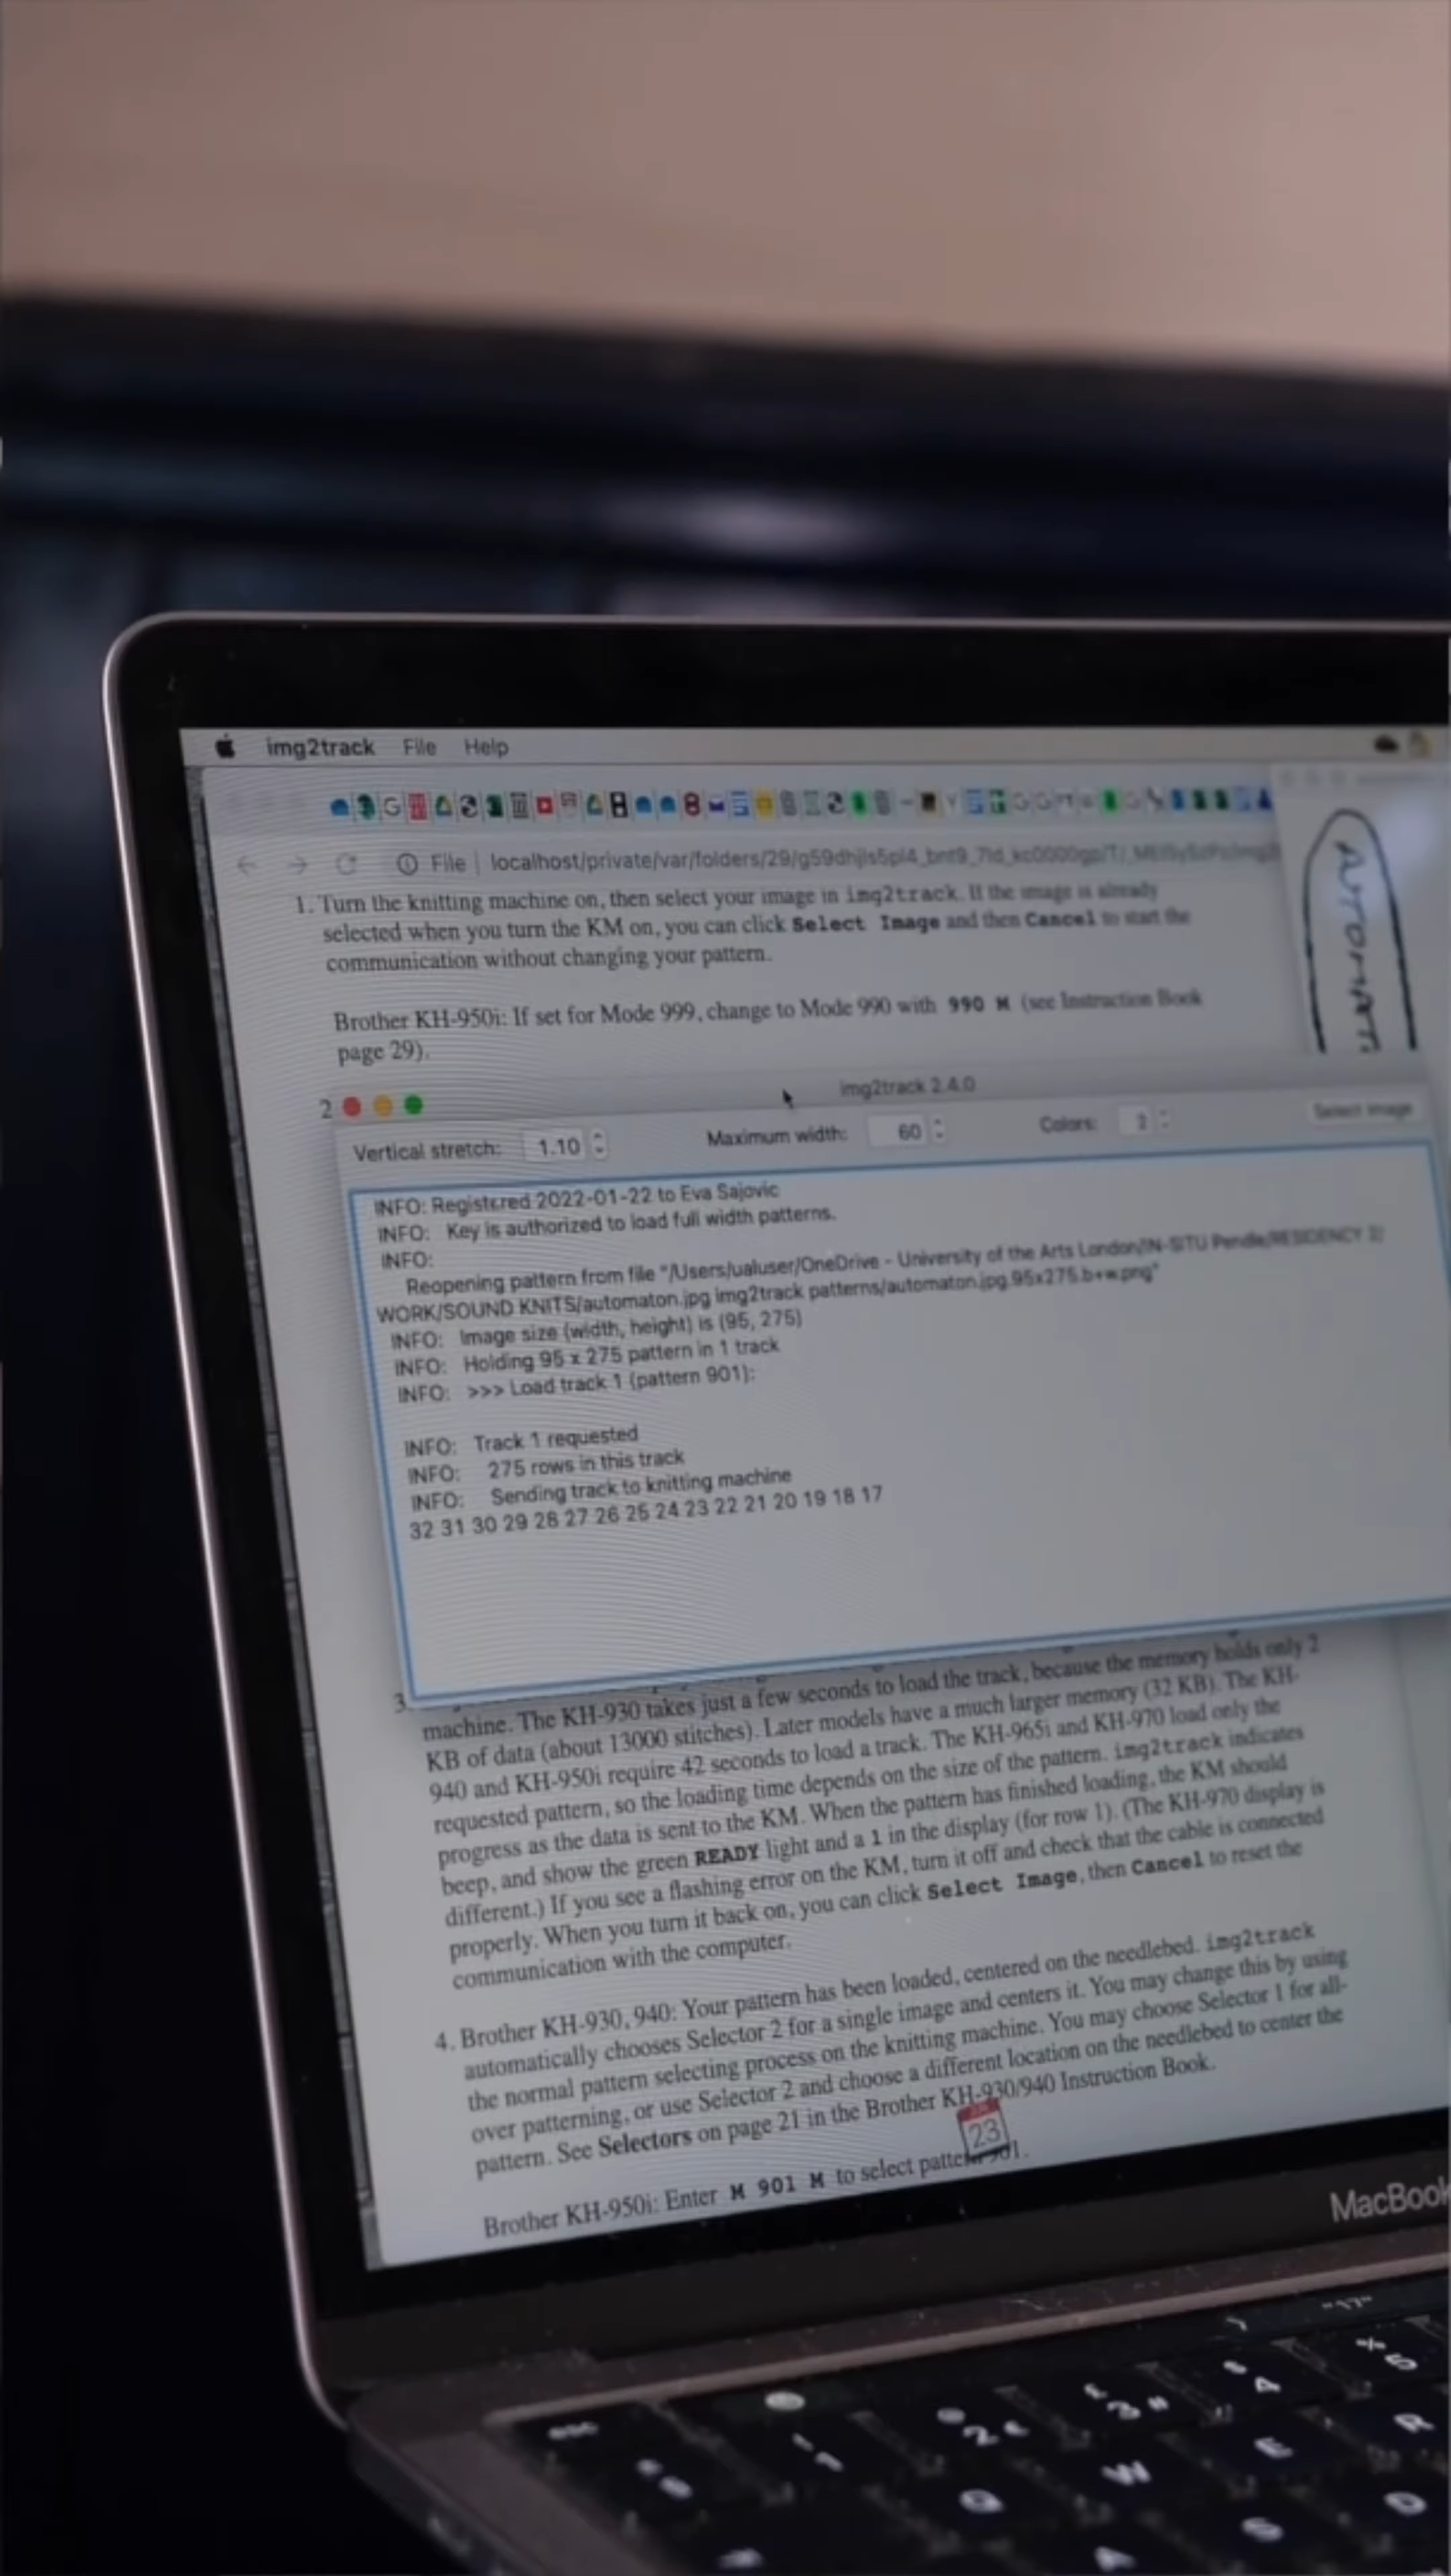 img2track File Help
File localhost/private/var/folders/29/
1. Turn the knitting machine on, then select your image in img2track. If the image is already
selected when you turn the KM on, you can click Select Image and then Cancel to start the
communication without changing your pattern.
Brother KH-950i: If set for Mode 999, change to Mode 990 with 990 M (see Instruction Book
page 29).
2
img2track 2.4.0
Vertical stretch: 1.10 Maximum width: 60 Colors: 2 Select Image
INFO: Registered 2022-01-22 to Eva Sajovic
INFO: Key is authorized to load full width patterns.
INFO:
Reopening pattern from file "/Users/ualuser/OneDrive - University of the Arts London/IN-SITU Pendle/RESIDENCY
WORK/SOUND KNITS/automaton.jpg img2track patterns/automaton.jpg.95x275.b+w.png"
INFO: Image size (width, height) is (95, 275)
INFO: Holding 95 x 275 pattern in 1 track
INFO: >>> Load track 1 (pattern 901):
INFO: Track 1 requested
INFO: 275 rows in this track
INFO: Sending track to knitting machine
32 31 30 29 28 27 26 25 24 23 22 21 20 19 18 17
3.
machine. The KH-930 takes just a few seconds to load the track, because the memory holds only 2
KB of data (about 13000 stitches). Later models have a much larger memory (32 KB). The KH-
940 and KH-950i require 42 seconds to load a track. The KH-965i and KH-970 load only the
requested pattern, so the loading time depends on the size of the pattern. img2track indicates
progress as the data is sent to the KM. When the pattern has finished loading, the KM should
beep, and show the green READY light and a 1 in the display (for row 1). (The KH-970 display is
different.) If you see a flashing error on the KM, turn it off and check that the cable is connected
properly. When you turn it back on, you can click Select Image, then Cancel to reset the
communication with the computer.
4. Brother KH-930, 940: Your pattern has been loaded, centered on the needlebed. img2track
automatically chooses Selector 2 for a single image and centers it. You may change this by using
the normal pattern selecting process on the knitting machine. You may choose Selector 1 for all-
over patterning, or use Selector 2 and choose a different location on the needlebed to center the
pattern. See Selectors on page 21 in the Brother KH-930/940 Instruction Book.
23
Brother KH-950i: Enter M 901 M to select pattern 901.
MacBook
esc
2 € £ 3 # 4 5
Q W E R
A S D